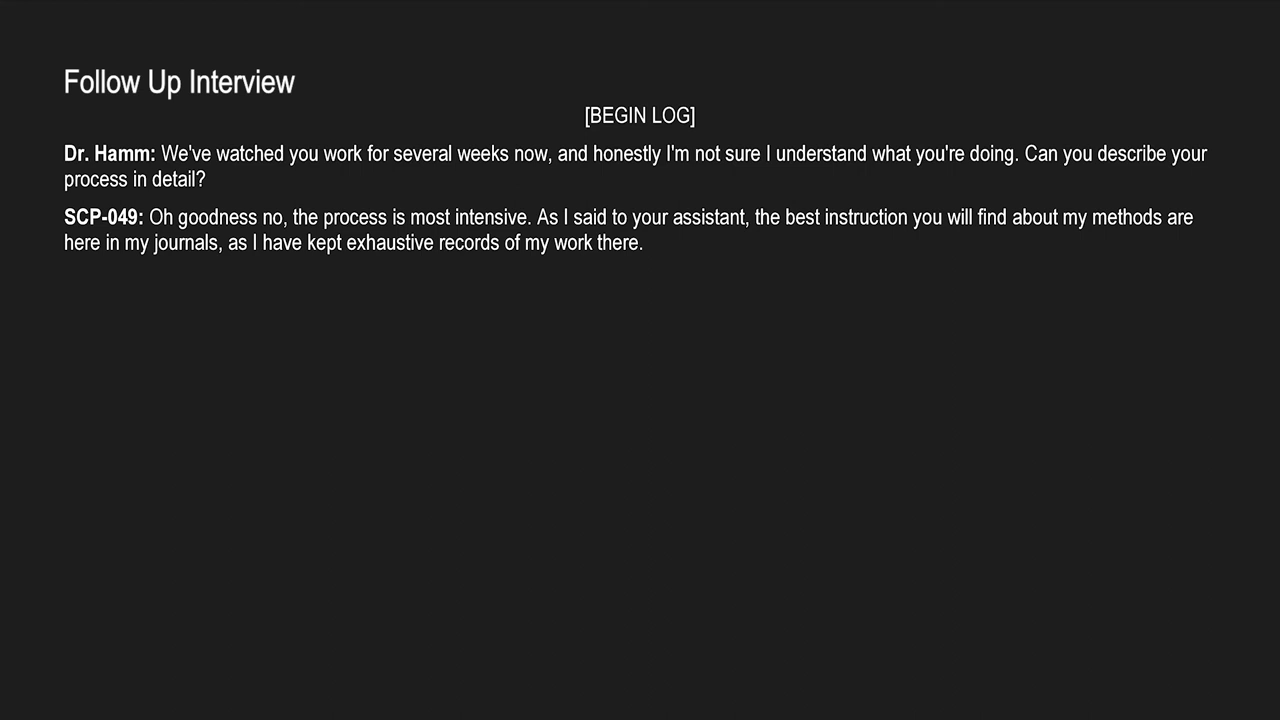 Follow Up Interview
[BEGIN LOG]
Dr. Hamm: We've watched you work for several weeks now, and honestly I'm not sure I understand what you're doing. Can you describe your
process in detail?
SCP-049: Oh goodness no, the process is most intensive. As I said to your assistant, the best instruction you will find about my methods are
here in my journals, as I have kept exhaustive records of my work there.